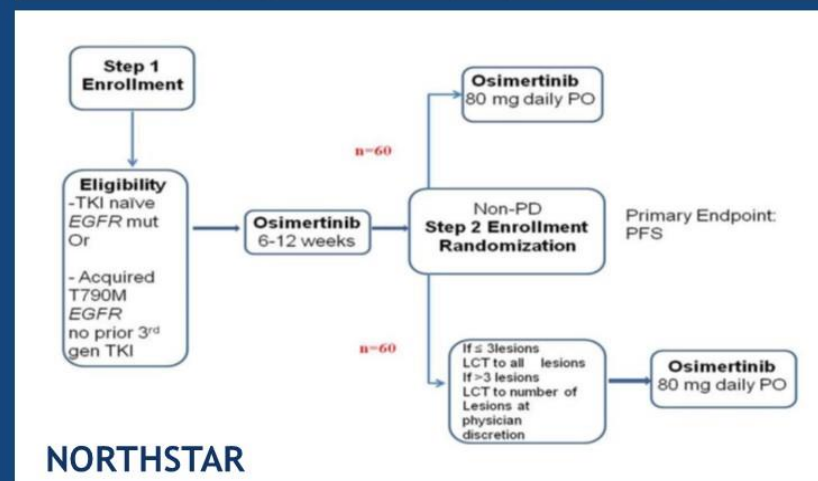 Step 1
Enrollment
Eligibility
-TKI naïve
EGFR mut
Or
- Acquired
T790M
EGFR
no prior 3rd
gen TKI
Osimertinib
6-12 weeks
n=60
n=60
Osimertinib
80 mg daily PO
Non-PD
Step 2 Enrollment
Randomization
Primary Endpoint:
PFS
If ≤ 3lesions
LCT to all lesions
If >3 lesions
LCT to number of
Lesions at
physician
discretion
Osimertinib
80 mg daily PO
NORTHSTAR